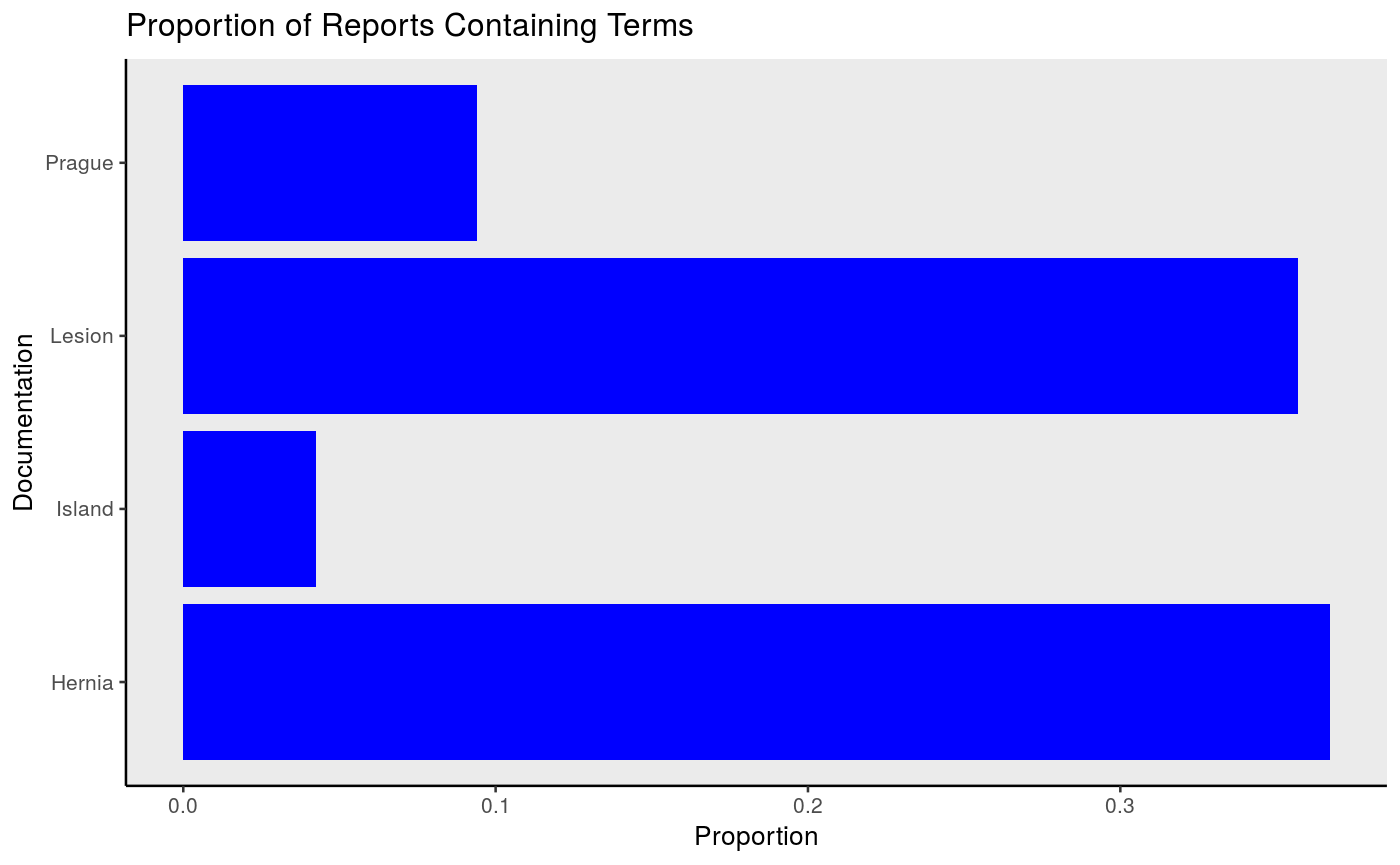 Proportion of Reports Containing Terms
Documentation
Prague
Lesion
Island
Hernia
0.0 0.1 0.2 0.3
Proportion